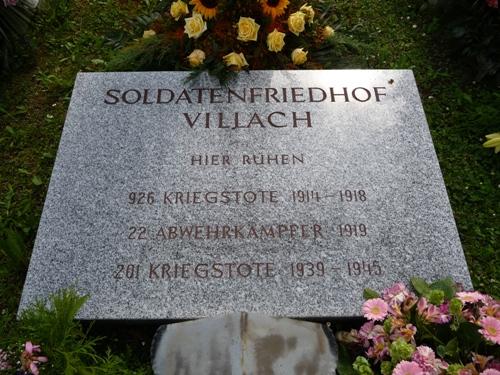 SOLDATENFRIEDHOF
VILLACH
HIER RUHEN
926 KRIEGSTOTE 1914 – 1918
22 ABWEHRKÄMPFER 1919
201 KRIEGSTOTE 1939 – 1945